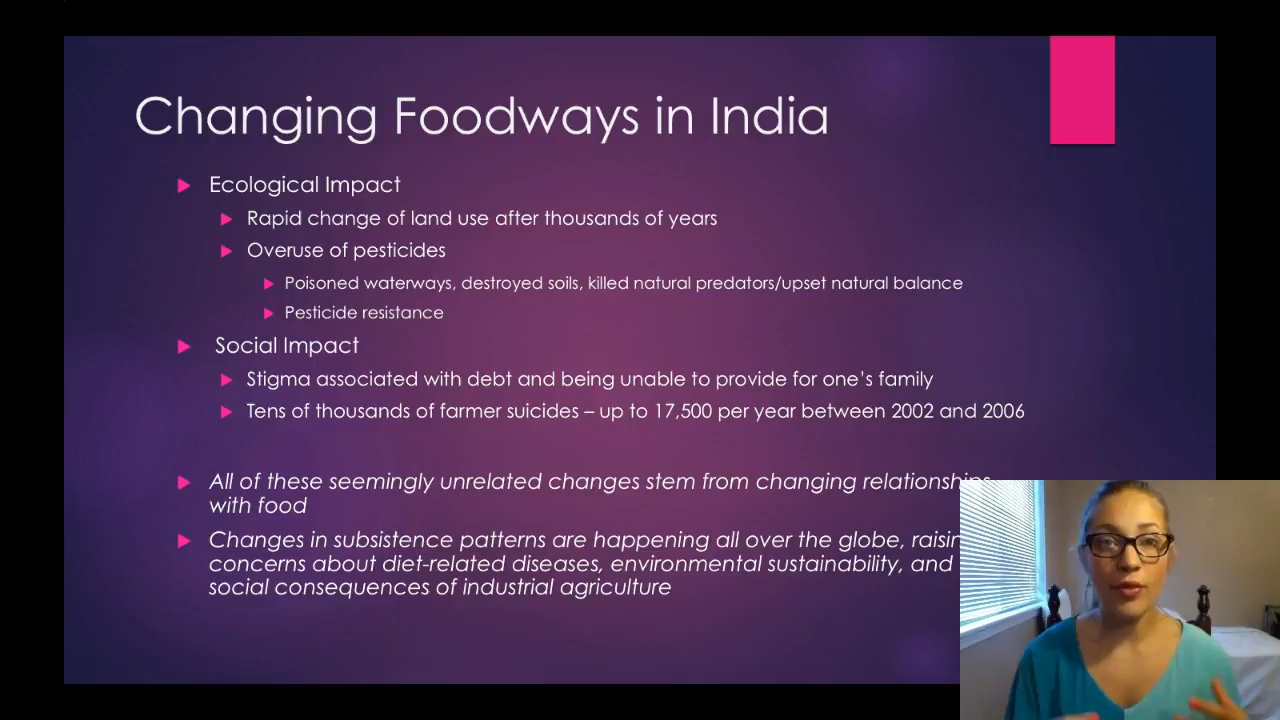 Changing Foodways in India
Ecological Impact
Rapid change of land use after thousands of years
Overuse of pesticides
Poisoned waterways, destroyed soils, killed natural predators/upset natural balance
Pesticide resistance
Social Impact
Stigma associated with debt and being unable to provide for one's family
Tens of thousands of farmer suicides – up to 17,500 per year between 2002 and 2006
All of these seemingly unrelated changes stem from changing relationships
with food
Changes in subsistence patterns are happening all over the globe,
concerns about diet-related diseases, environmental sustainability, and
social consequences of industrial agriculture